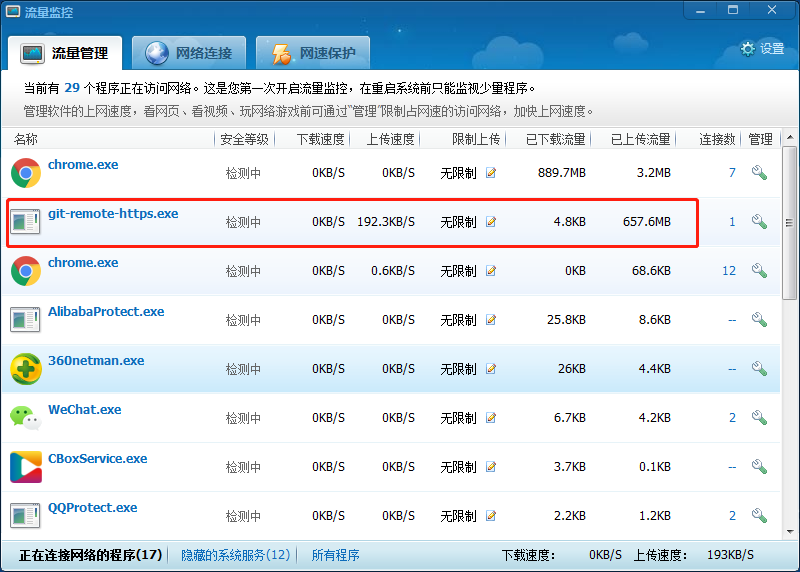 流量监控
流量管理 网络连接 网速保护 设置
当前有 29 个程序正在访问网络。这是您第一次开启流量监控，在重启系统前只能监视少量程序。
管理软件的上网速度，看网页、看视频、玩网络游戏前可通过"管理"限制占网速的访问网络，加快上网速度。
名称 安全等级 下载速度 上传速度 限制上传 已下载流量 已上传流量 连接数 管理
chrome.exe 检测中 0KB/S 0KB/S 无限制 889.7MB 3.2MB 7
git-remote-https.exe 检测中 0KB/S 192.3KB/S 无限制 4.8KB 657.6MB 1
chrome.exe 检测中 0KB/S 0.6KB/S 无限制 0KB 68.6KB 12
AlibabaProtect.exe 检测中 0KB/S 0KB/S 无限制 25.8KB 8.6KB --
360netman.exe 检测中 0KB/S 0KB/S 无限制 26KB 4.4KB --
WeChat.exe 检测中 0KB/S 0KB/S 无限制 6.7KB 4.2KB 2
CBoxService.exe 检测中 0KB/S 0KB/S 无限制 3.7KB 0.1KB --
QQProtect.exe 检测中 0KB/S 0KB/S 无限制 2.2KB 1.2KB 2
正在连接网络的程序(17) 隐藏的系统服务(12) 所有程序 下载速度： 0KB/S 上传速度： 193KB/S